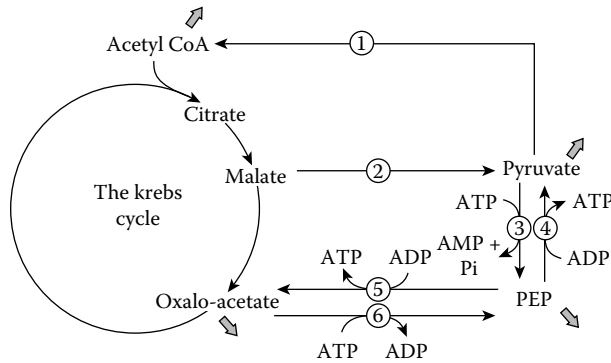 ①
Acetyl CoA
Citrate
Malate
②
Pyruvate
The krebs
cycle
ATP
ATP
③
④
AMP +
Pi
ADP
ATP
ADP
Oxalo-acetate
⑤
PEP
⑥
ATP
ADP